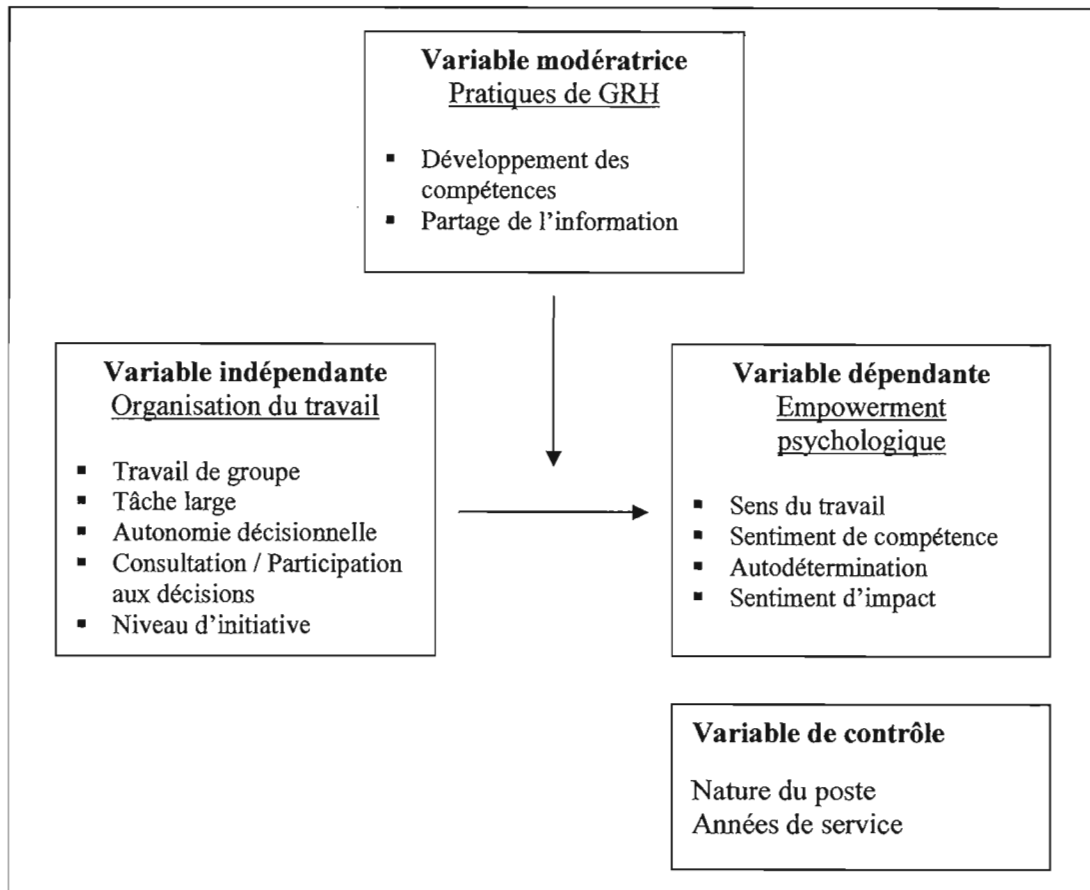 Variable modératrice
Pratiques de GRH
▪ Développement des
compétences
▪ Partage de l'information
Variable indépendante
Organisation du travail
▪ Travail de groupe
▪ Tâche large
▪ Autonomie décisionnelle
▪ Consultation / Participation
aux décisions
▪ Niveau d'initiative
Variable dépendante
Empowerment
psychologique
▪ Sens du travail
▪ Sentiment de compétence
▪ Autodétermination
▪ Sentiment d'impact
Variable de contrôle
Nature du poste
Années de service